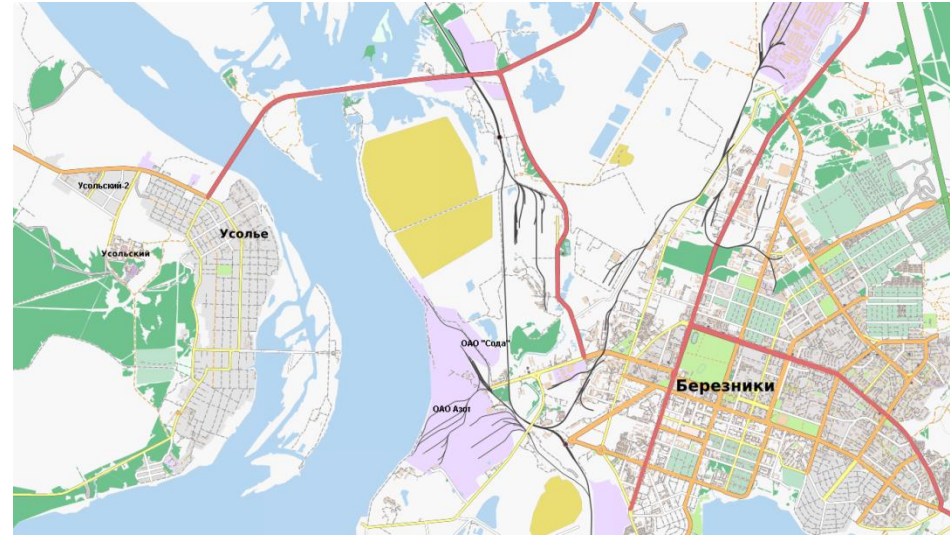 Усольский-2
Усолье
Усольский
ОАО "Сода"
Березники
ОАО Азот